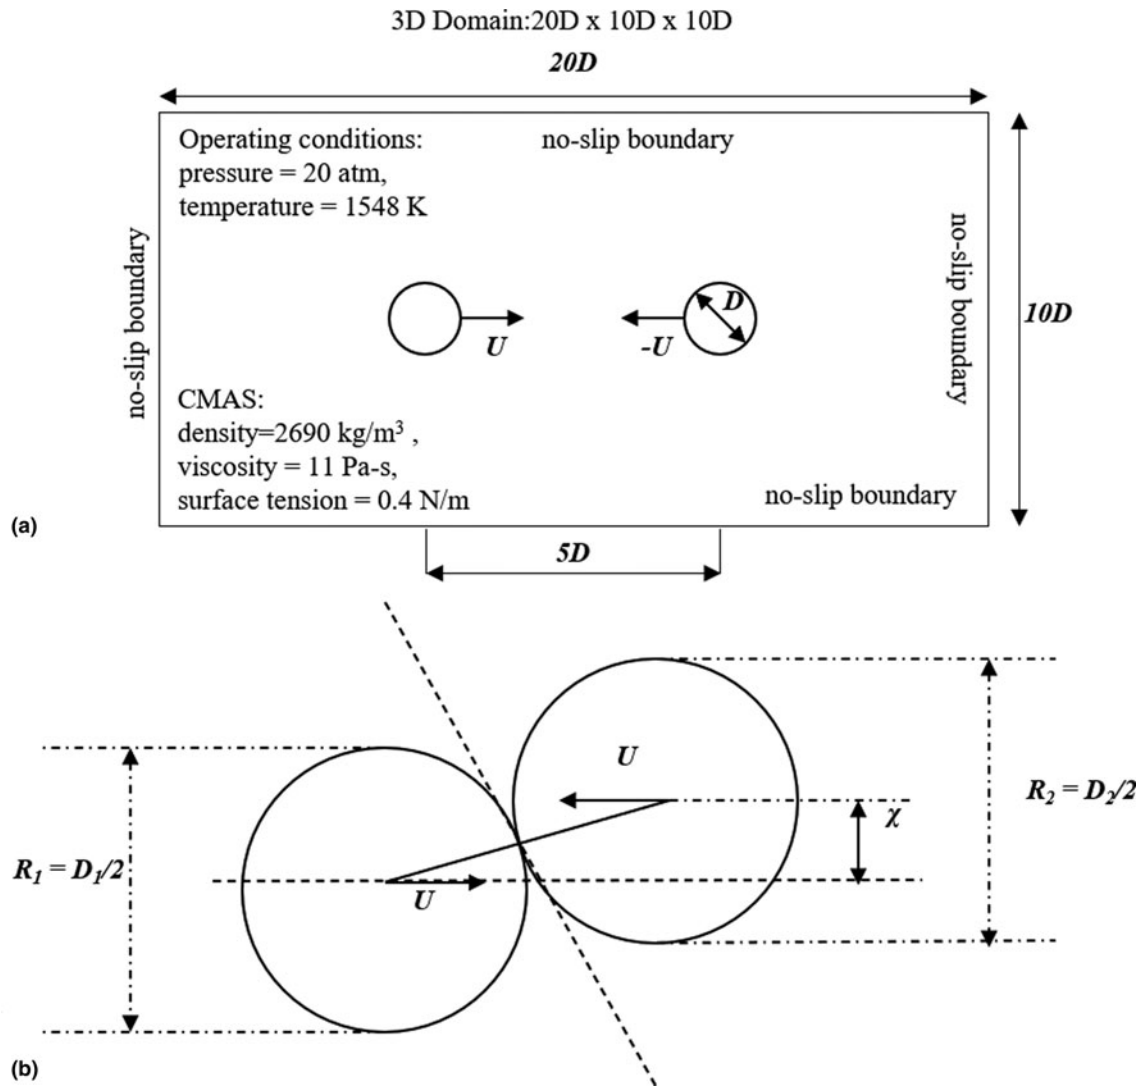 3D Domain:20D x 10D x 10D
20D
Operating conditions:
pressure = 20 atm,
temperature = 1548 K
no-slip boundary
no-slip boundary
no-slip boundary
D
U
-U
10D
CMAS:
density=2690 kg/m³ ,
viscosity = 11 Pa-s,
surface tension = 0.4 N/m
no-slip boundary
(a)
5D
U
R₂ = D₂/2
χ
R₁ = D₁/2
U
(b)